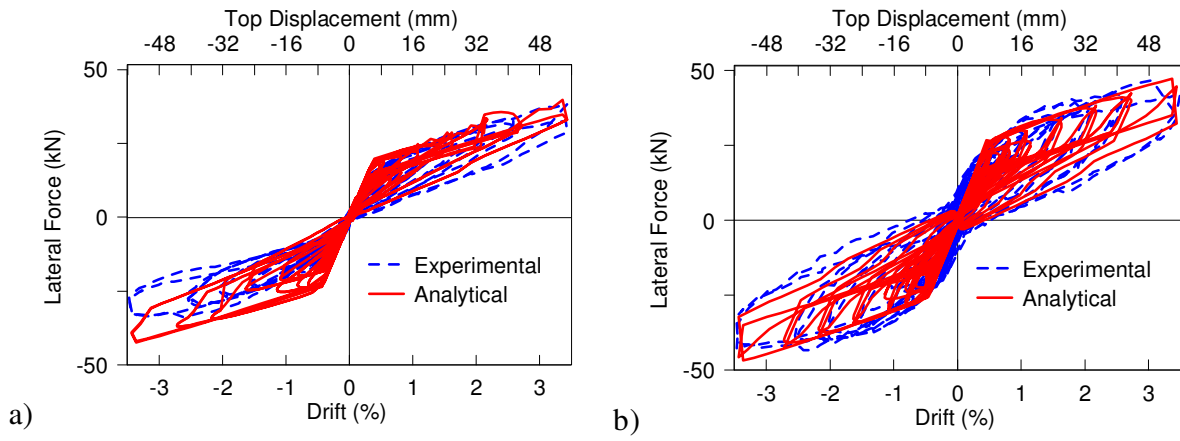 Top Displacement (mm)
-48 -32 -16 0 16 32 48
50
0
-50
Lateral Force (kN)
Experimental
Analytical
-3 -2 -1 0 1 2 3
Drift (%)
a)
Top Displacement (mm)
-48 -32 -16 0 16 32 48
50
0
-50
Lateral Force (kN)
Experimental
Analytical
-3 -2 -1 0 1 2 3
Drift (%)
b)